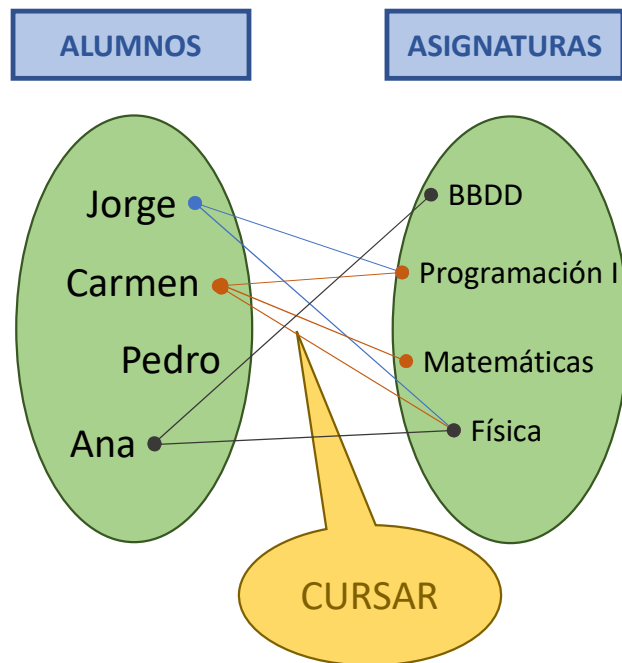 ALUMNOS
ASIGNATURAS
Jorge
Carmen
Pedro
Ana
BBDD
Programación I
Matemáticas
Física
CURSAR